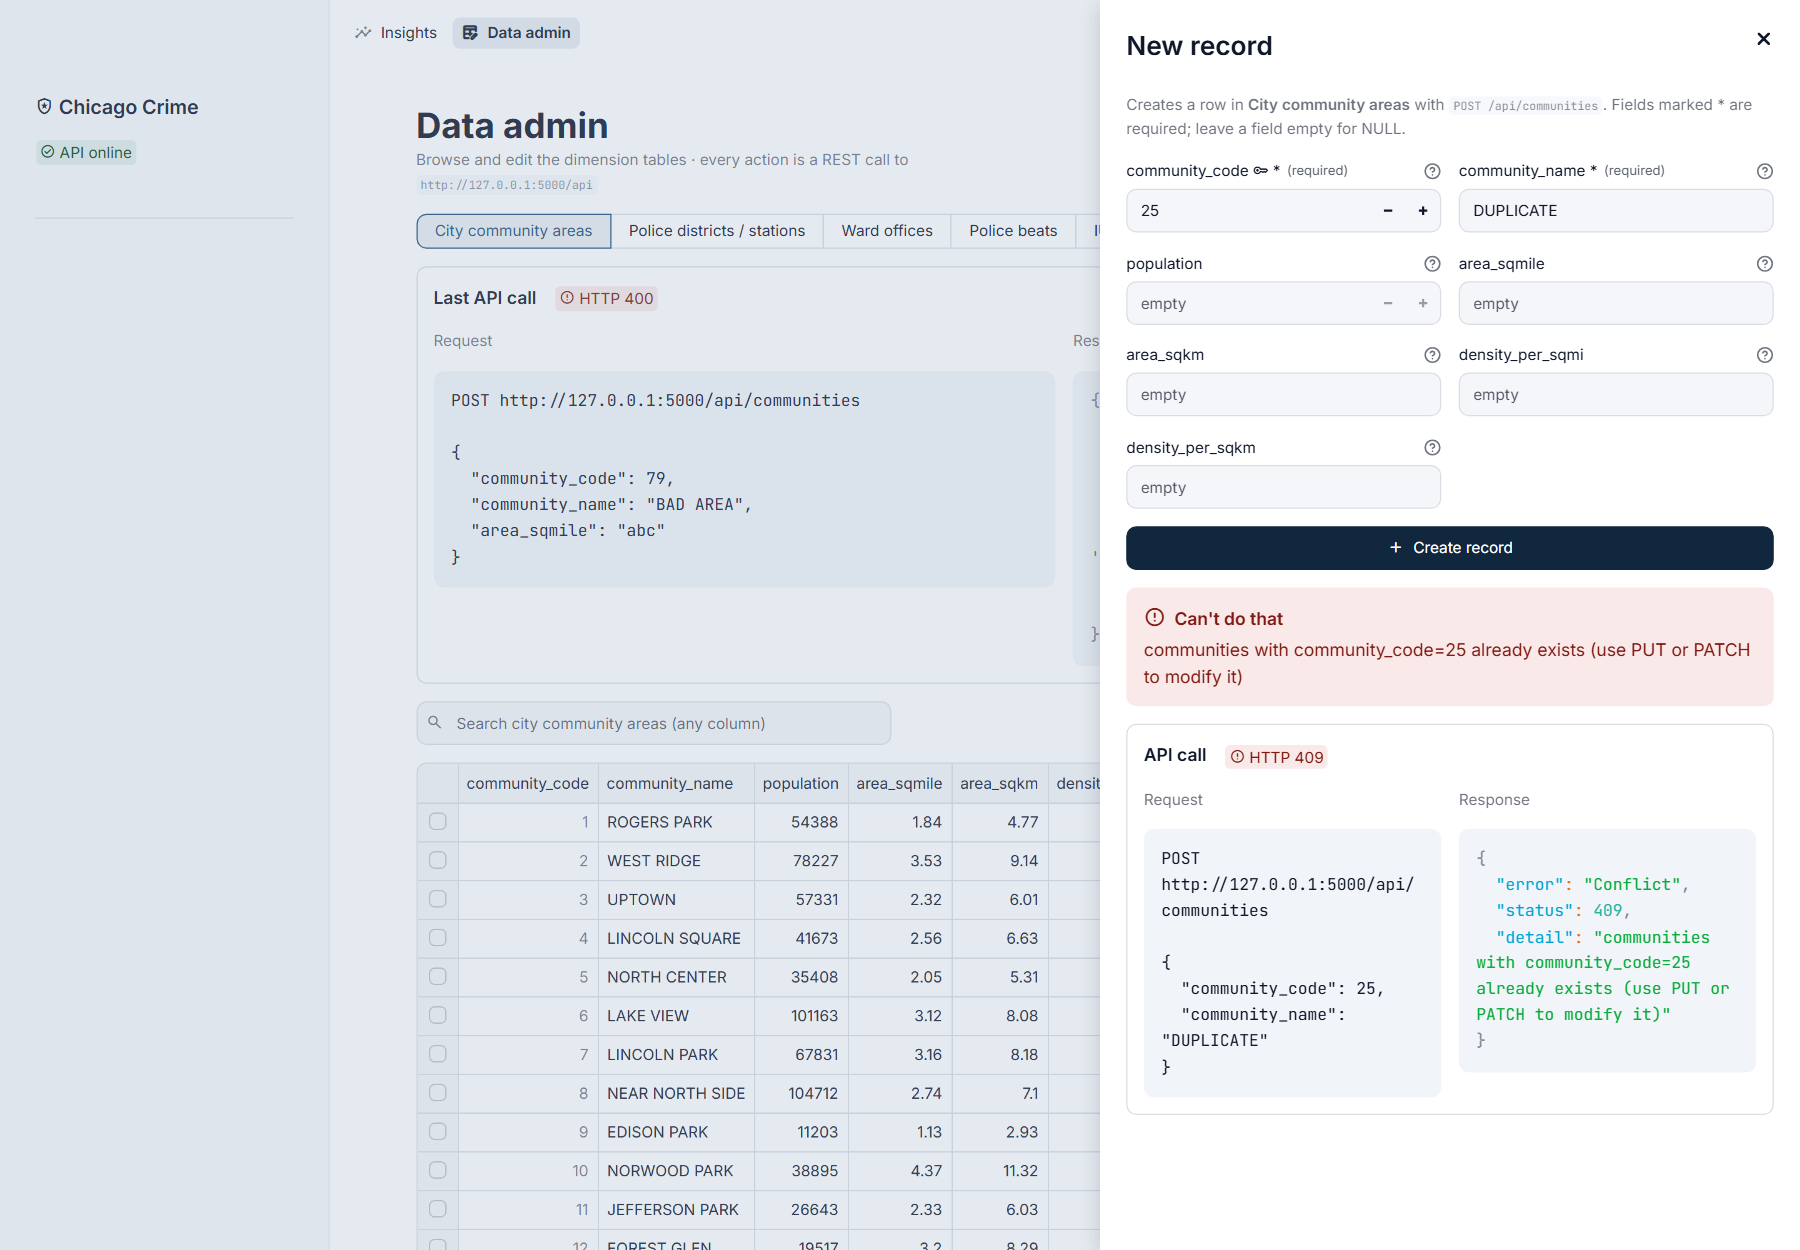 Chicago Crime
API online
Insights
Data admin
Data admin
Browse and edit the dimension tables · every action is a REST call to
http://127.0.0.1:5000/api
City community areas
Police districts / stations
Ward offices
Police beats
Last API call
HTTP 400
Request
POST http://127.0.0.1:5000/api/communities
{
"community_code": 79,
"community_name": "BAD AREA",
"area_sqmile": "abc"
}
{
}
Search city community areas (any column)
community_code community_name population area_sqmile area_sqkm
1 ROGERS PARK 54388 1.84 4.77
2 WEST RIDGE 78227 3.53 9.14
3 UPTOWN 57331 2.32 6.01
4 LINCOLN SQUARE 41673 2.56 6.63
5 NORTH CENTER 35408 2.05 5.31
6 LAKE VIEW 101163 3.12 8.08
7 LINCOLN PARK 67831 3.16 8.18
8 NEAR NORTH SIDE 104712 2.74 7.1
9 EDISON PARK 11203 1.13 2.93
10 NORWOOD PARK 38895 4.37 11.32
11 JEFFERSON PARK 26643 2.33 6.03
12 FOREST GLEN 19517 3.2 8.29
New record
Creates a row in City community areas with POST /api/communities. Fields marked * are
required; leave a field empty for NULL.
community_code * (required)
25
community_name * (required)
DUPLICATE
population
empty
area_sqmile
empty
area_sqkm
empty
density_per_sqmi
empty
density_per_sqkm
empty
+ Create record
Can't do that
communities with community_code=25 already exists (use PUT or PATCH
to modify it)
API call
HTTP 409
Request
POST
http://127.0.0.1:5000/api/
communities
{
"community_code": 25,
"community_name":
"DUPLICATE"
}
Response
{
"error": "Conflict",
"status": 409,
"detail": "communities
with community_code=25
already exists (use PUT or
PATCH to modify it)"
}